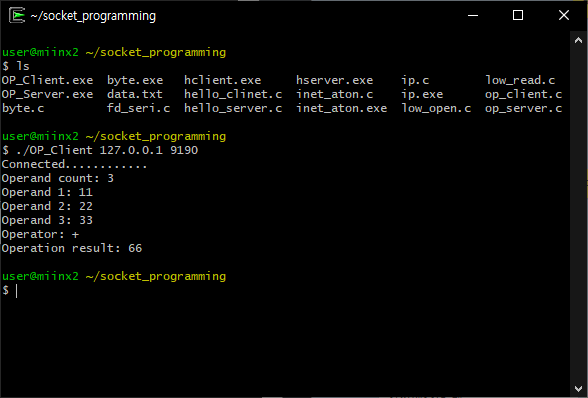 ~/socket_programming
user@miinx2 ~/socket_programming
$ ls
OP_Client.exe byte.exe hclient.exe hserver.exe ip.c low_read.c
OP_Server.exe data.txt hello_clinet.c inet_aton.c ip.exe op_client.c
byte.c fd_seri.c hello_server.c inet_aton.exe low_open.c op_server.c
user@miinx2 ~/socket_programming
$ ./OP_Client 127.0.0.1 9190
Connected............
Operand count: 3
Operand 1: 11
Operand 2: 22
Operand 3: 33
Operator: +
Operation result: 66
user@miinx2 ~/socket_programming
$